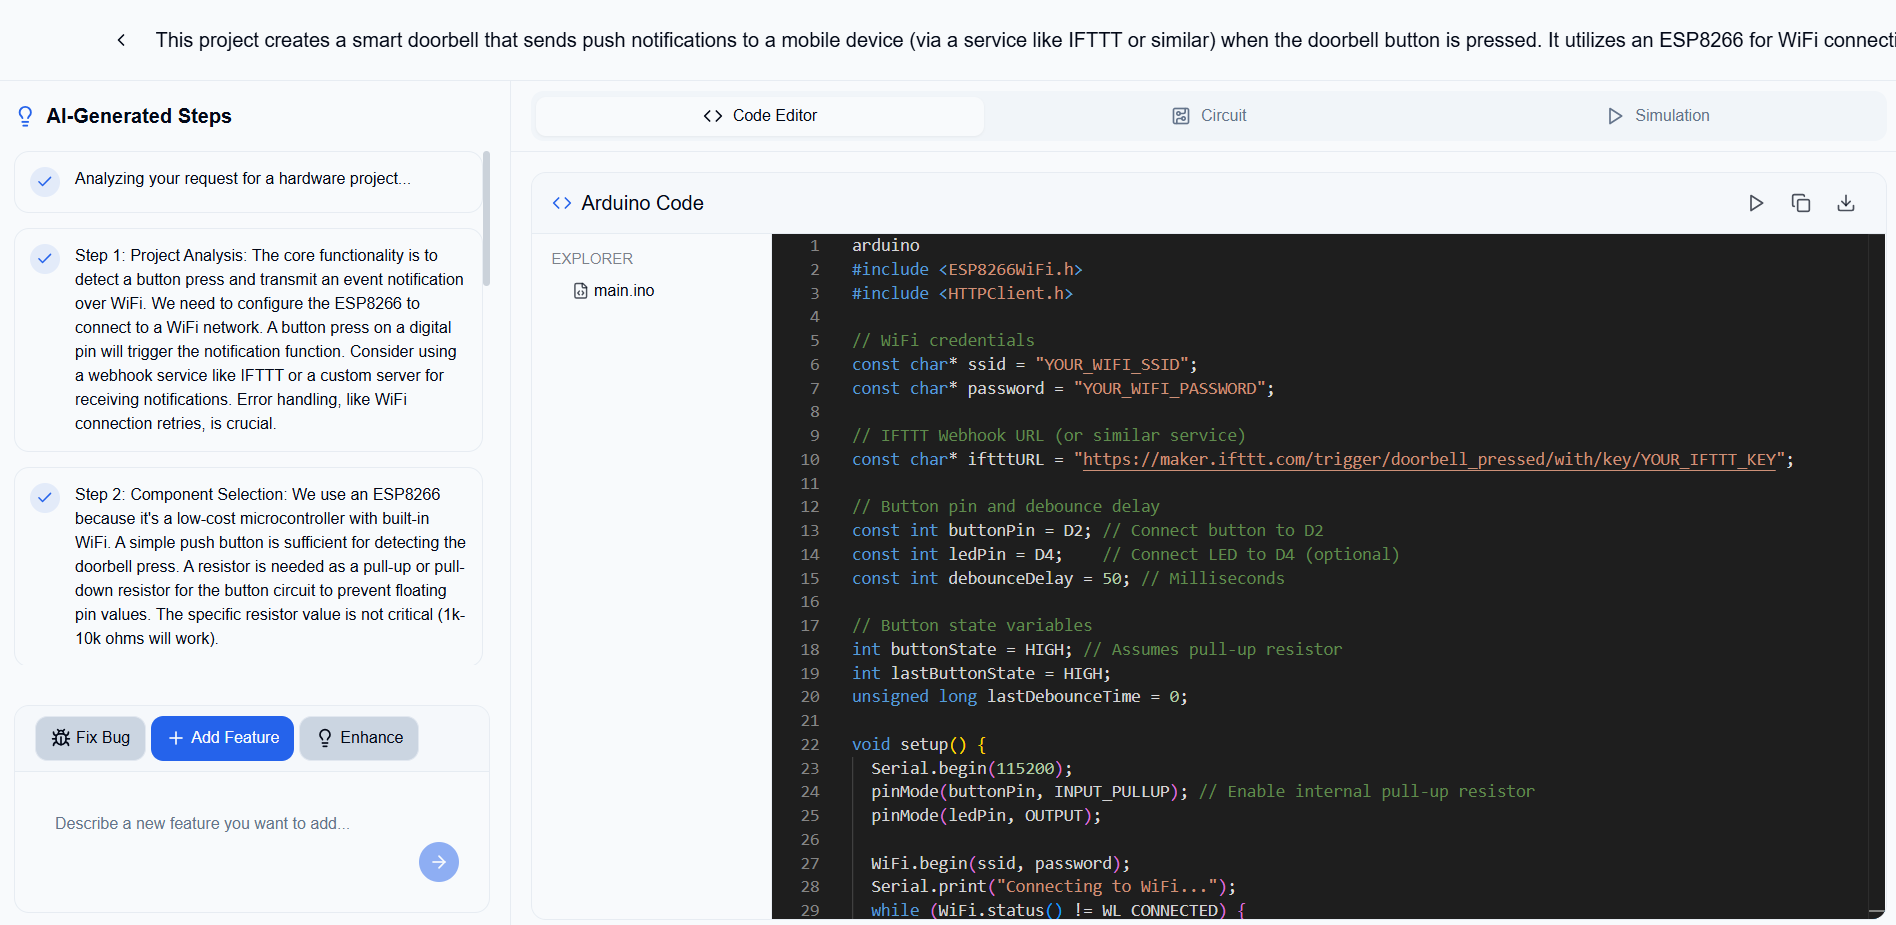 This project creates a smart doorbell that sends push notifications to a mobile device (via a service like IFTTT or similar) when the doorbell button is pressed. It utilizes an ESP8266 for WiFi connecti
AI-Generated Steps
Analyzing your request for a hardware project...
Step 1: Project Analysis: The core functionality is to
detect a button press and transmit an event notification
over WiFi. We need to configure the ESP8266 to
connect to a WiFi network. A button press on a digital
pin will trigger the notification function. Consider using
a webhook service like IFTTT or a custom server for
receiving notifications. Error handling, like WiFi
connection retries, is crucial.
Step 2: Component Selection: We use an ESP8266
because it's a low-cost microcontroller with built-in
WiFi. A simple push button is sufficient for detecting the
doorbell press. A resistor is needed as a pull-up or pull-
down resistor for the button circuit to prevent floating
pin values. The specific resistor value is not critical (1k-
10k ohms will work).
Fix Bug
Add Feature
Enhance
Describe a new feature you want to add...
Code Editor
Circuit
Simulation
Arduino Code
EXPLORER
main.ino
1 arduino
2 #include <ESP8266WiFi.h>
3 #include <HTTPClient.h>
4
5 // WiFi credentials
6 const char* ssid = "YOUR_WIFI_SSID";
7 const char* password = "YOUR_WIFI_PASSWORD";
8
9 // IFTTT Webhook URL (or similar service)
10 const char* iftttURL = "https://maker.ifttt.com/trigger/doorbell_pressed/with/key/YOUR_IFTTT_KEY";
11
12 // Button pin and debounce delay
13 const int buttonPin = D2; // Connect button to D2
14 const int ledPin = D4;    // Connect LED to D4 (optional)
15 const int debounceDelay = 50; // Milliseconds
16
17 // Button state variables
18 int buttonState = HIGH; // Assumes pull-up resistor
19 int lastButtonState = HIGH;
20 unsigned long lastDebounceTime = 0;
21
22 void setup() {
23   Serial.begin(115200);
24   pinMode(buttonPin, INPUT_PULLUP); // Enable internal pull-up resistor
25   pinMode(ledPin, OUTPUT);
26
27   WiFi.begin(ssid, password);
28   Serial.print("Connecting to WiFi...");
29   while (WiFi.status() != WL_CONNECTED) {